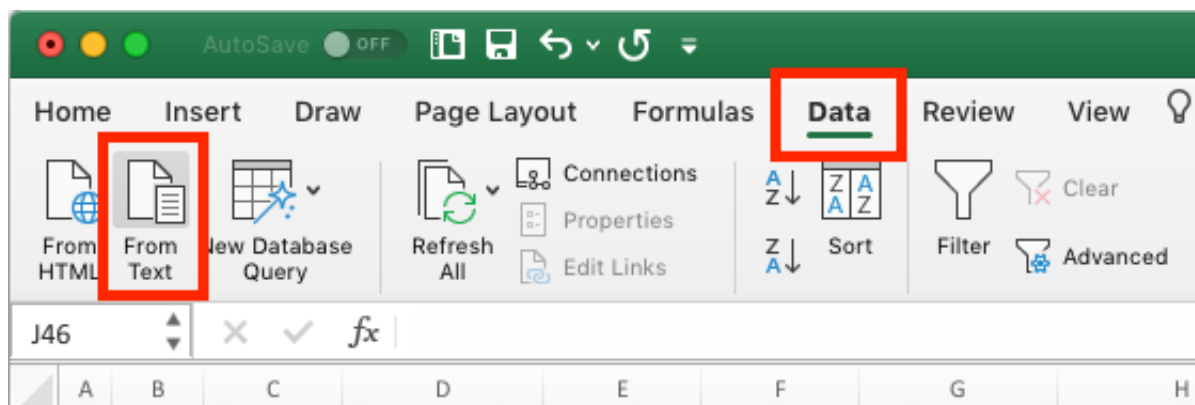 AutoSave OFF
Home Insert Draw Page Layout Formulas Data Review View
From HTML
From Text
New Database Query
Refresh All
Connections
Properties
Edit Links
A Z
Z A
Z A A Z
Sort
Filter
Clear
Advanced
J46 fx
A B C D E F G H